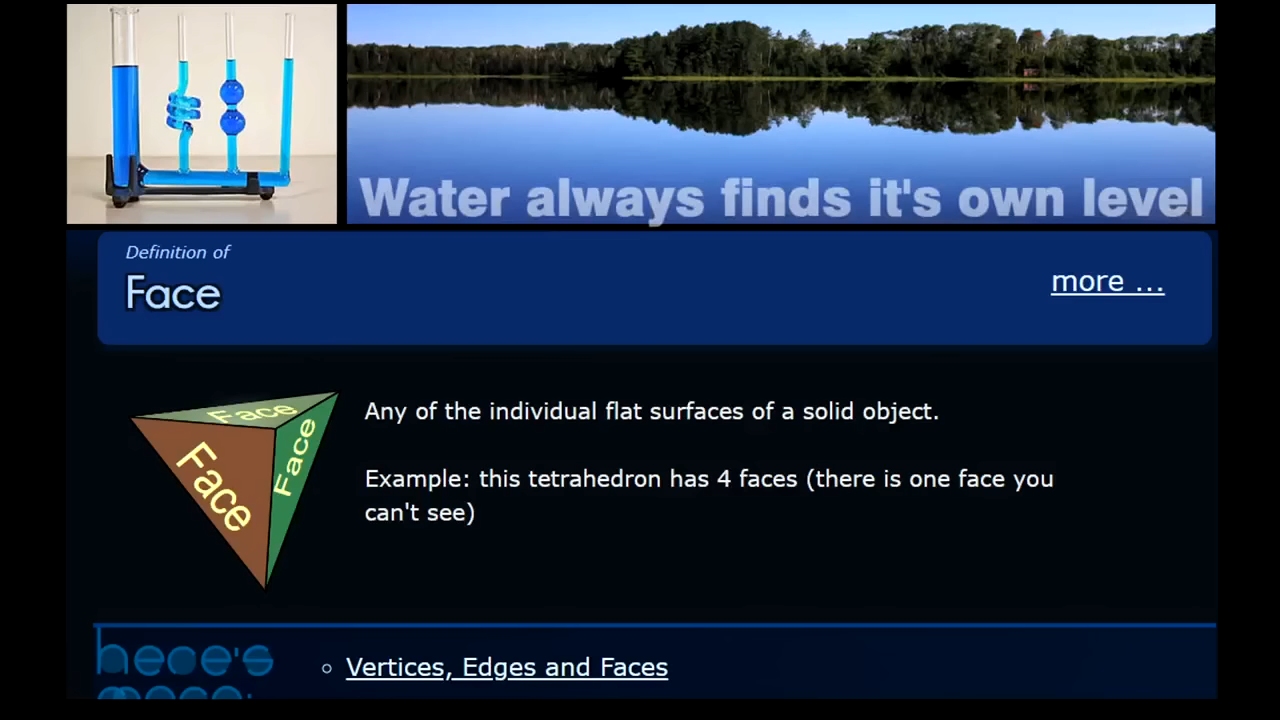 Water always finds it's own level
Definition of
Face
more ...
Face
Face
Face
Any of the individual flat surfaces of a solid object.
Example: this tetrahedron has 4 faces (there is one face you
can't see)
here's
more:
Vertices, Edges and Faces